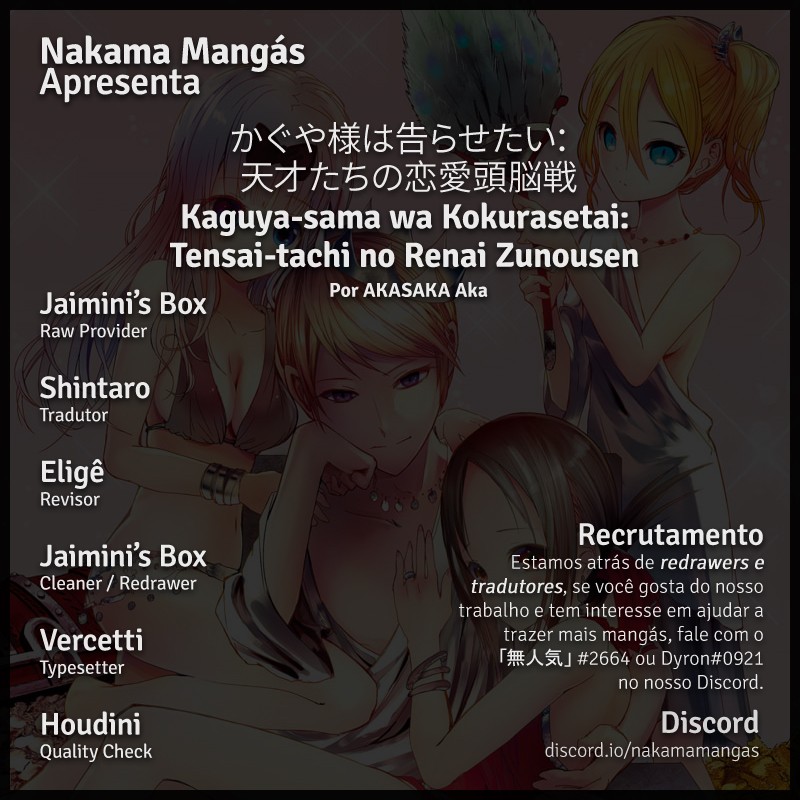 Nakama Mangás
Apresenta
かぐや様は告らせたい:
天才たちの恋愛頭脳戦
Kaguya-sama wa Kokurasetai:
Tensai-tachi no Renai Zunousen
Por AKASAKA Aka
Jaimini's Box
Raw Provider
Shintaro
Tradutor
Eligê
Revisor
Jaimini's Box
Cleaner / Redrawer
Vercetti
Typesetter
Houdini
Quality Check
Recrutamento
Estamos atrás de redrawers e
tradutores, se você gosta do nosso
trabalho e tem interesse em ajudar a
trazer mais mangás, fale com o
「無人気」 #2664 ou Dyron#0921
no nosso Discord.
Discord
discord.io/nakamamangas